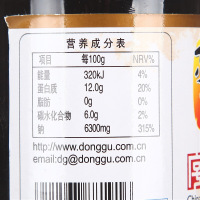 营养成分表
项目 每100g NRV%
能量 320kJ 4%
蛋白质 12.0g 20%
脂肪 0g 0%
碳水化合物 6.0g 2%
钠 6300mg 315%
http://www.donggu.com.cn
email:dg@donggu.com.cn